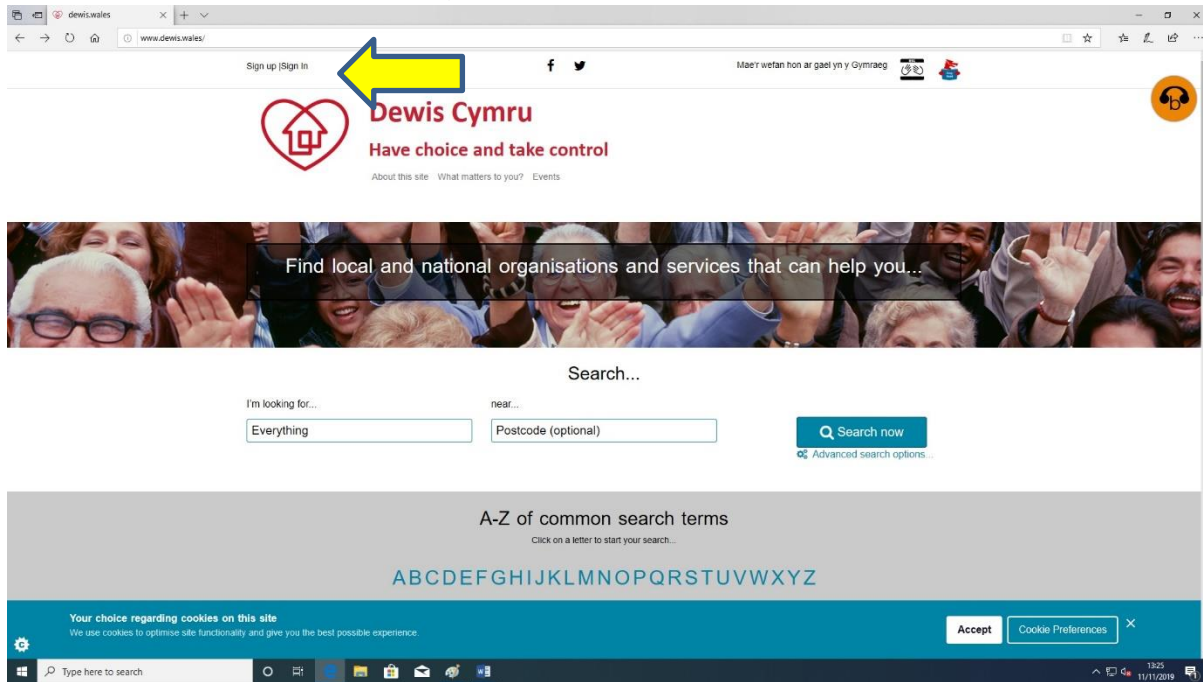 dewis.wales
www.dewis.wales/
Sign up |Sign In
Mae'r wefan hon ar gael yn y Gymraeg
Dewis Cymru
Have choice and take control
About this site What matters to you? Events
Find local and national organisations and services that can help you...
Search...
I'm looking for...
near...
Everything
Postcode (optional)
Search now
Advanced search options...
A-Z of common search terms
Click on a letter to start your search...
A B C D E F G H I J K L M N O P Q R S T U V W X Y Z
Your choice regarding cookies on this site
We use cookies to optimise site functionality and give you the best possible experience.
Accept
Cookie Preferences
Type here to search
13:25
11/11/2019